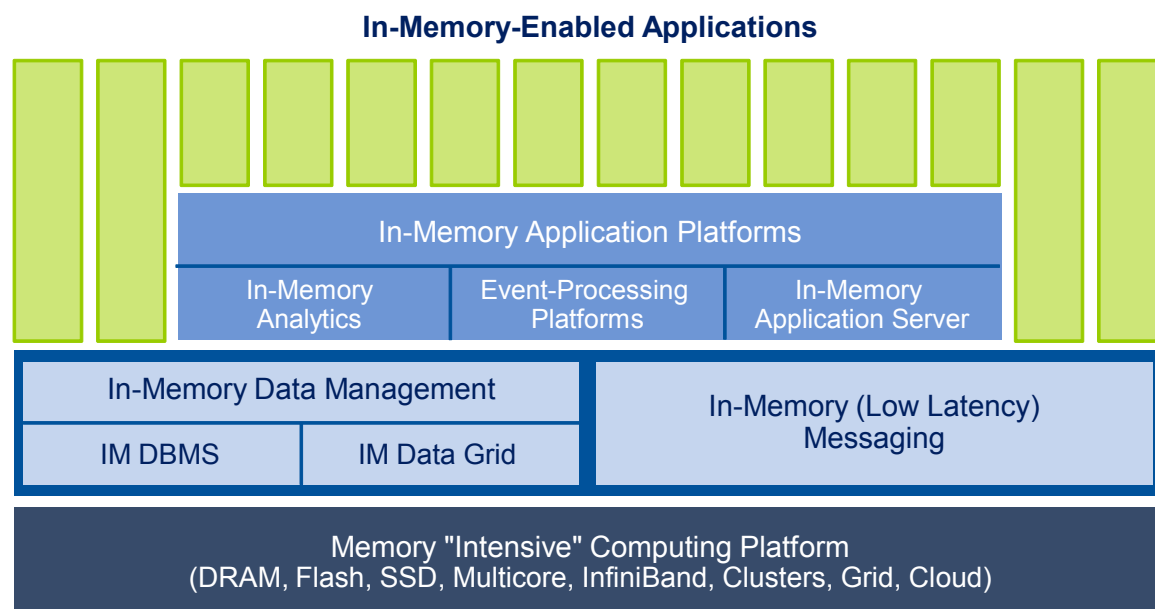 In-Memory-Enabled Applications
In-Memory Application Platforms
In-Memory
Analytics
Event-Processing
Platforms
In-Memory
Application Server
In-Memory Data Management
IM DBMS
IM Data Grid
In-Memory (Low Latency)
Messaging
Memory "Intensive" Computing Platform
(DRAM, Flash, SSD, Multicore, InfiniBand, Clusters, Grid, Cloud)